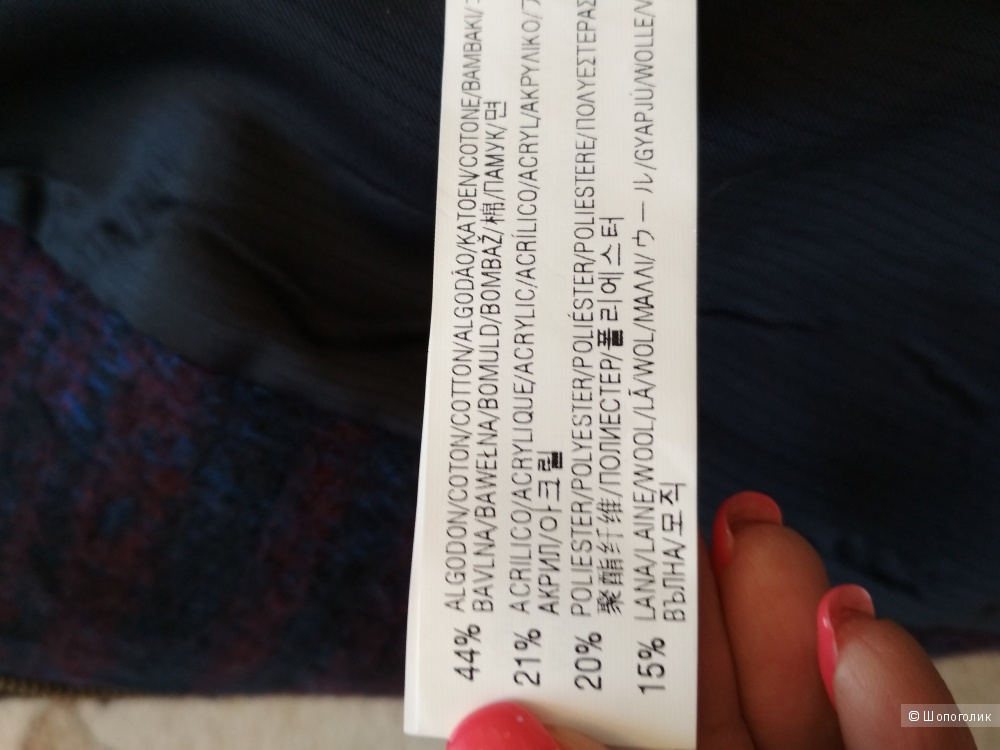 44% ALGODON/COTON/COTTON/ALGODÃO/KATOEN/COTONE/BAMBAKI/
BAVLNA/BAWEŁNA/BOMULD/BOMBAŽ/棉/ПАМУК/면
21% ACRILICO/ACRYLIQUE/ACRYLIC/ACRÍLICO/ACRYL/ΑΚΡΥΛΙΚΟ/
АКРИЛ/아크릴
20% POLIESTER/POLYESTER/POLYESTER/POLIÉSTER/POLIESTERE/ΠΟΛΥΕΣΤΕΡΑΣ
聚酯纤维/ПОЛИЕСТЕР/폴리에스터
15% LANA/LAINE/WOOL/LÃ/WOL/ΜΑΛΛΙ/ウール/GYAPJÚ/WOLLE/
ВЪЛНА/모직
© Шопоголик